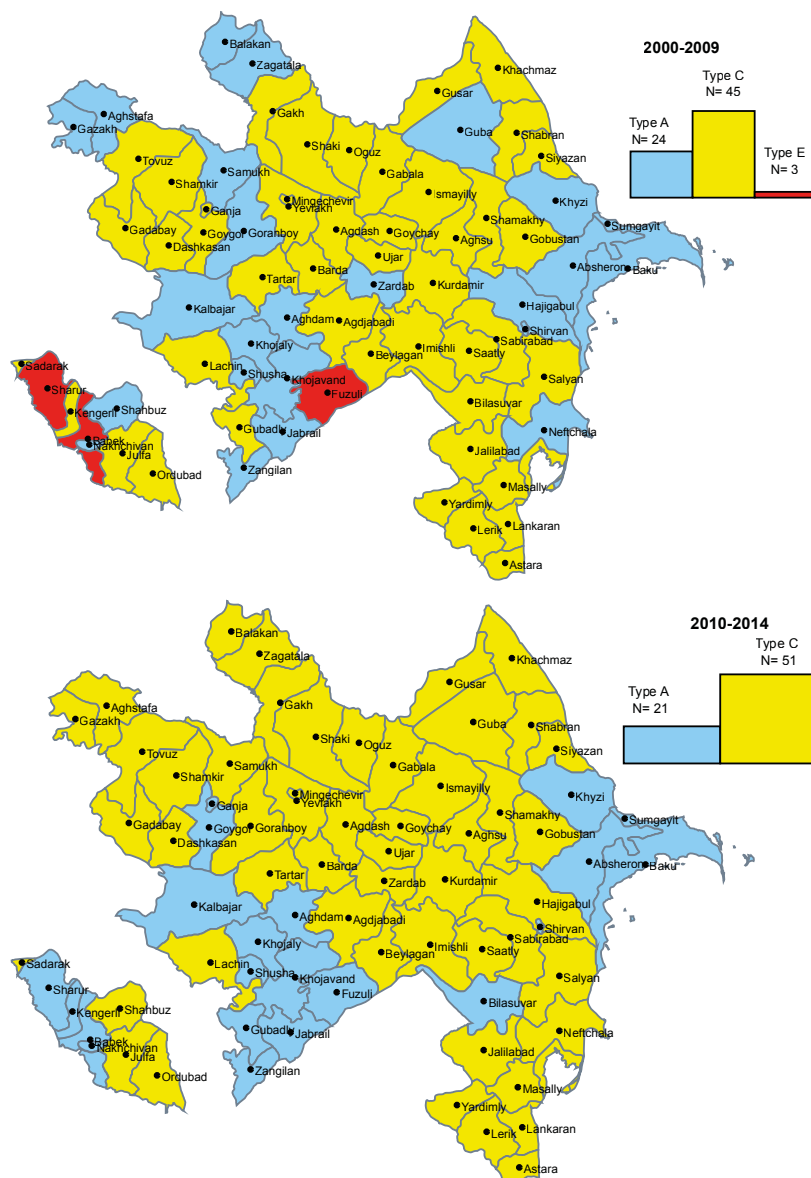 2000-2009
Type C
N= 45
Type A
N= 24
Type E
N= 3
Balakan
Zagatala
Khachmaz
Gusar
Aghstafa
Gazakh
Gakh
Guba
Shabran
Shaki
Oguz
Siyazan
Tovuz
Samukh
Gabala
Shamkir
Ismayilly
Mingechevir
Yevlakh
Khyzi
Ganja
Shamakhy
Sumgayit
Gadabay
Goygol
Goranboy
Agdash
Goychay
Aghsu
Gobustan
Dashkasan
Ujar
Absheron
Baku
Barda
Tartar
Zardab
Kurdamir
Kalbajar
Hajigabul
Aghdam
Agdjabadi
Shirvan
Sabirabad
Khojaly
Imishli
Saatly
Beylagan
Sadarak
Lachin
Shusha
Khojavand
Salyan
Sharur
Fuzuli
Bilasuvar
Kengerli
Shahbuz
Gubadly
Jabrail
Neftchala
Babek
Nakhchivan
Julfa
Jalilabad
Ordubad
Zangilan
Masally
Yardimly
Lerik
Lankaran
Astara
2010-2014
Type C
N= 51
Type A
N= 21
Balakan
Zagatala
Khachmaz
Gusar
Aghstafa
Gazakh
Gakh
Guba
Shabran
Shaki
Oguz
Siyazan
Tovuz
Samukh
Gabala
Shamkir
Ismayilly
Mingechevir
Yevlakh
Khyzi
Ganja
Shamakhy
Sumgayit
Gadabay
Goygol
Goranboy
Agdash
Goychay
Aghsu
Gobustan
Dashkasan
Ujar
Absheron
Baku
Barda
Tartar
Zardab
Kurdamir
Kalbajar
Hajigabul
Aghdam
Agdjabadi
Shirvan
Sabirabad
Khojaly
Imishli
Saatly
Beylagan
Sadarak
Lachin
Shusha
Khojavand
Salyan
Sharur
Fuzuli
Bilasuvar
Kengerli
Shahbuz
Gubadly
Jabrail
Neftchala
Babek
Nakhchivan
Julfa
Jalilabad
Ordubad
Zangilan
Masally
Yardimly
Lerik
Lankaran
Astara